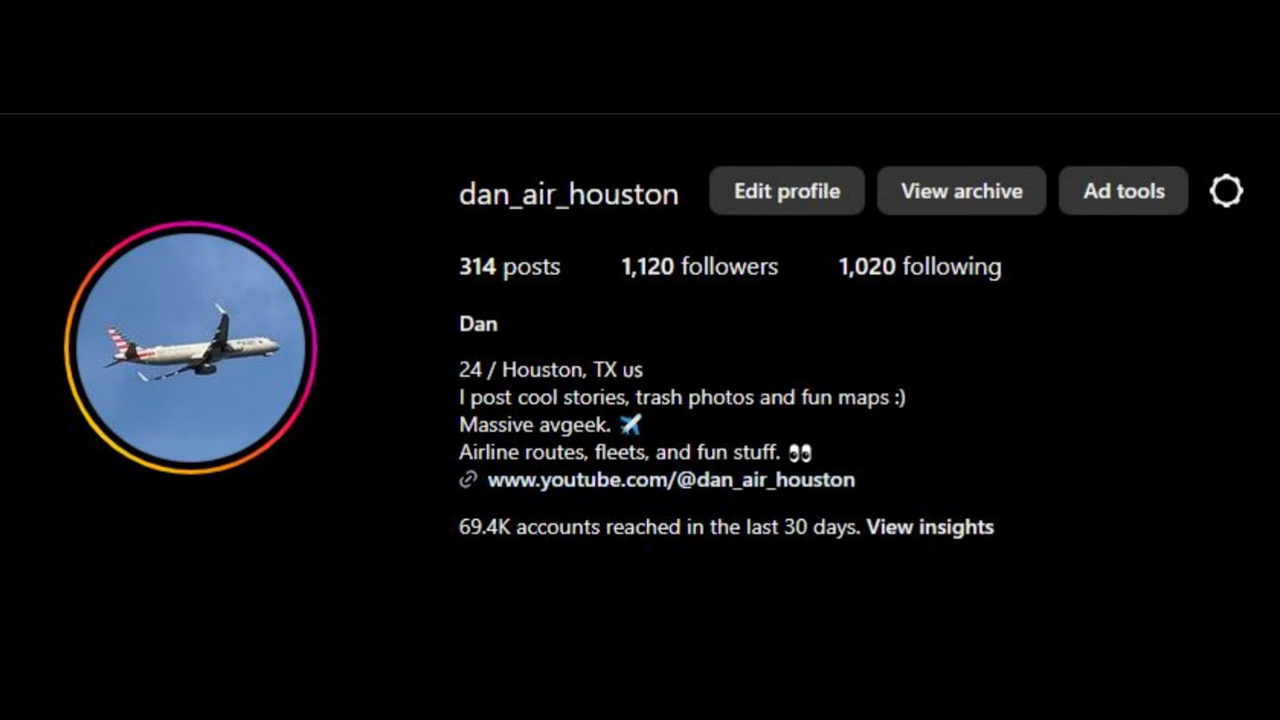 dan_air_houston
Edit profile
View archive
Ad tools
314 posts
1,120 followers
1,020 following
Dan
24 / Houston, TX us
I post cool stories, trash photos and fun maps :)
Massive avgeek. ✈️
Airline routes, fleets, and fun stuff. 👀
www.youtube.com/@dan_air_houston
69.4K accounts reached in the last 30 days. View insights